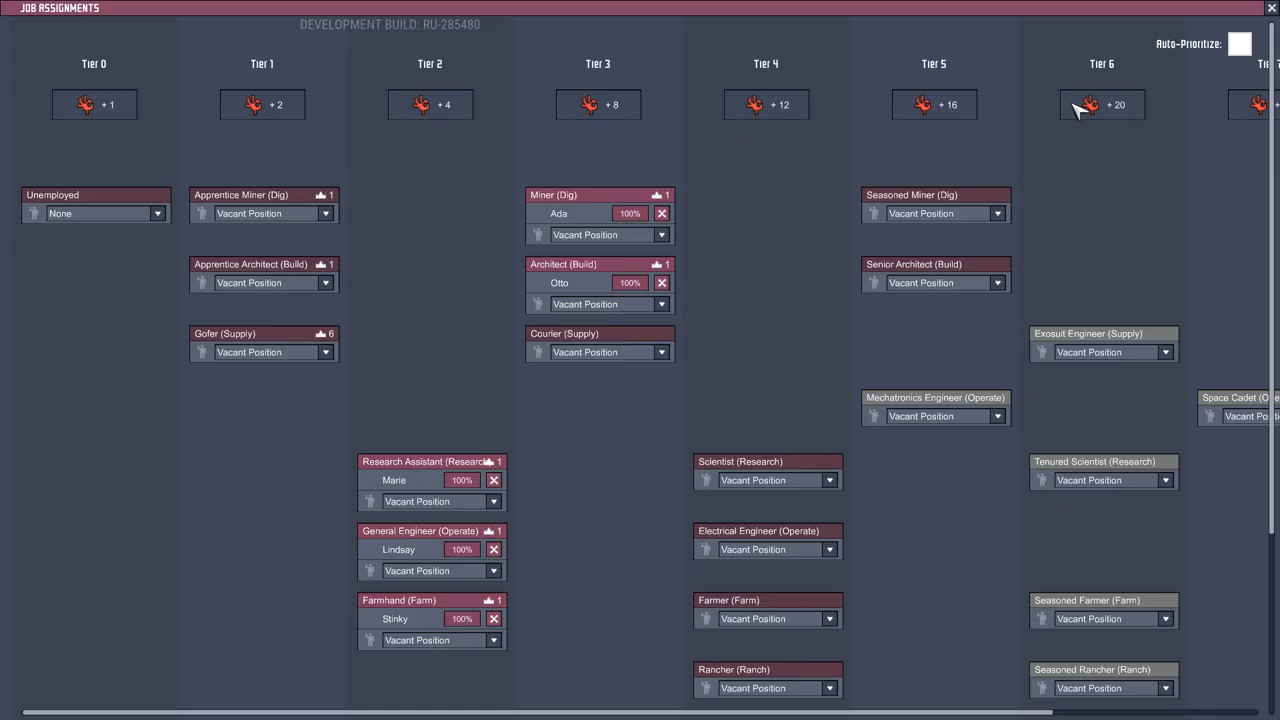 JOB ASSIGNMENTS
DEVELOPMENT BUILD: RU-285480
Auto-Prioritize:
Tier 0
Tier 1
Tier 2
Tier 3
Tier 4
Tier 5
Tier 6
+ 1
+ 2
+ 4
+ 8
+ 12
+ 16
+ 20
Unemployed
None
Apprentice Miner (Dig) 1
Vacant Position
Apprentice Architect (Build) 1
Vacant Position
Gofer (Supply) 6
Vacant Position
Research Assistant (Research 1
Marie 100%
Vacant Position
General Engineer (Operate) 1
Lindsay 100%
Vacant Position
Farmhand (Farm) 1
Stinky 100%
Vacant Position
Miner (Dig) 1
Ada 100%
Vacant Position
Architect (Build) 1
Otto 100%
Vacant Position
Courier (Supply)
Vacant Position
Scientist (Research)
Vacant Position
Electrical Engineer (Operate)
Vacant Position
Farmer (Farm)
Vacant Position
Rancher (Ranch)
Vacant Position
Seasoned Miner (Dig)
Vacant Position
Senior Architect (Build)
Vacant Position
Mechatronics Engineer (Operate)
Vacant Position
Exosuit Engineer (Supply)
Vacant Position
Tenured Scientist (Research)
Vacant Position
Seasoned Farmer (Farm)
Vacant Position
Seasoned Rancher (Ranch)
Vacant Position
Space Cadet
Vacant